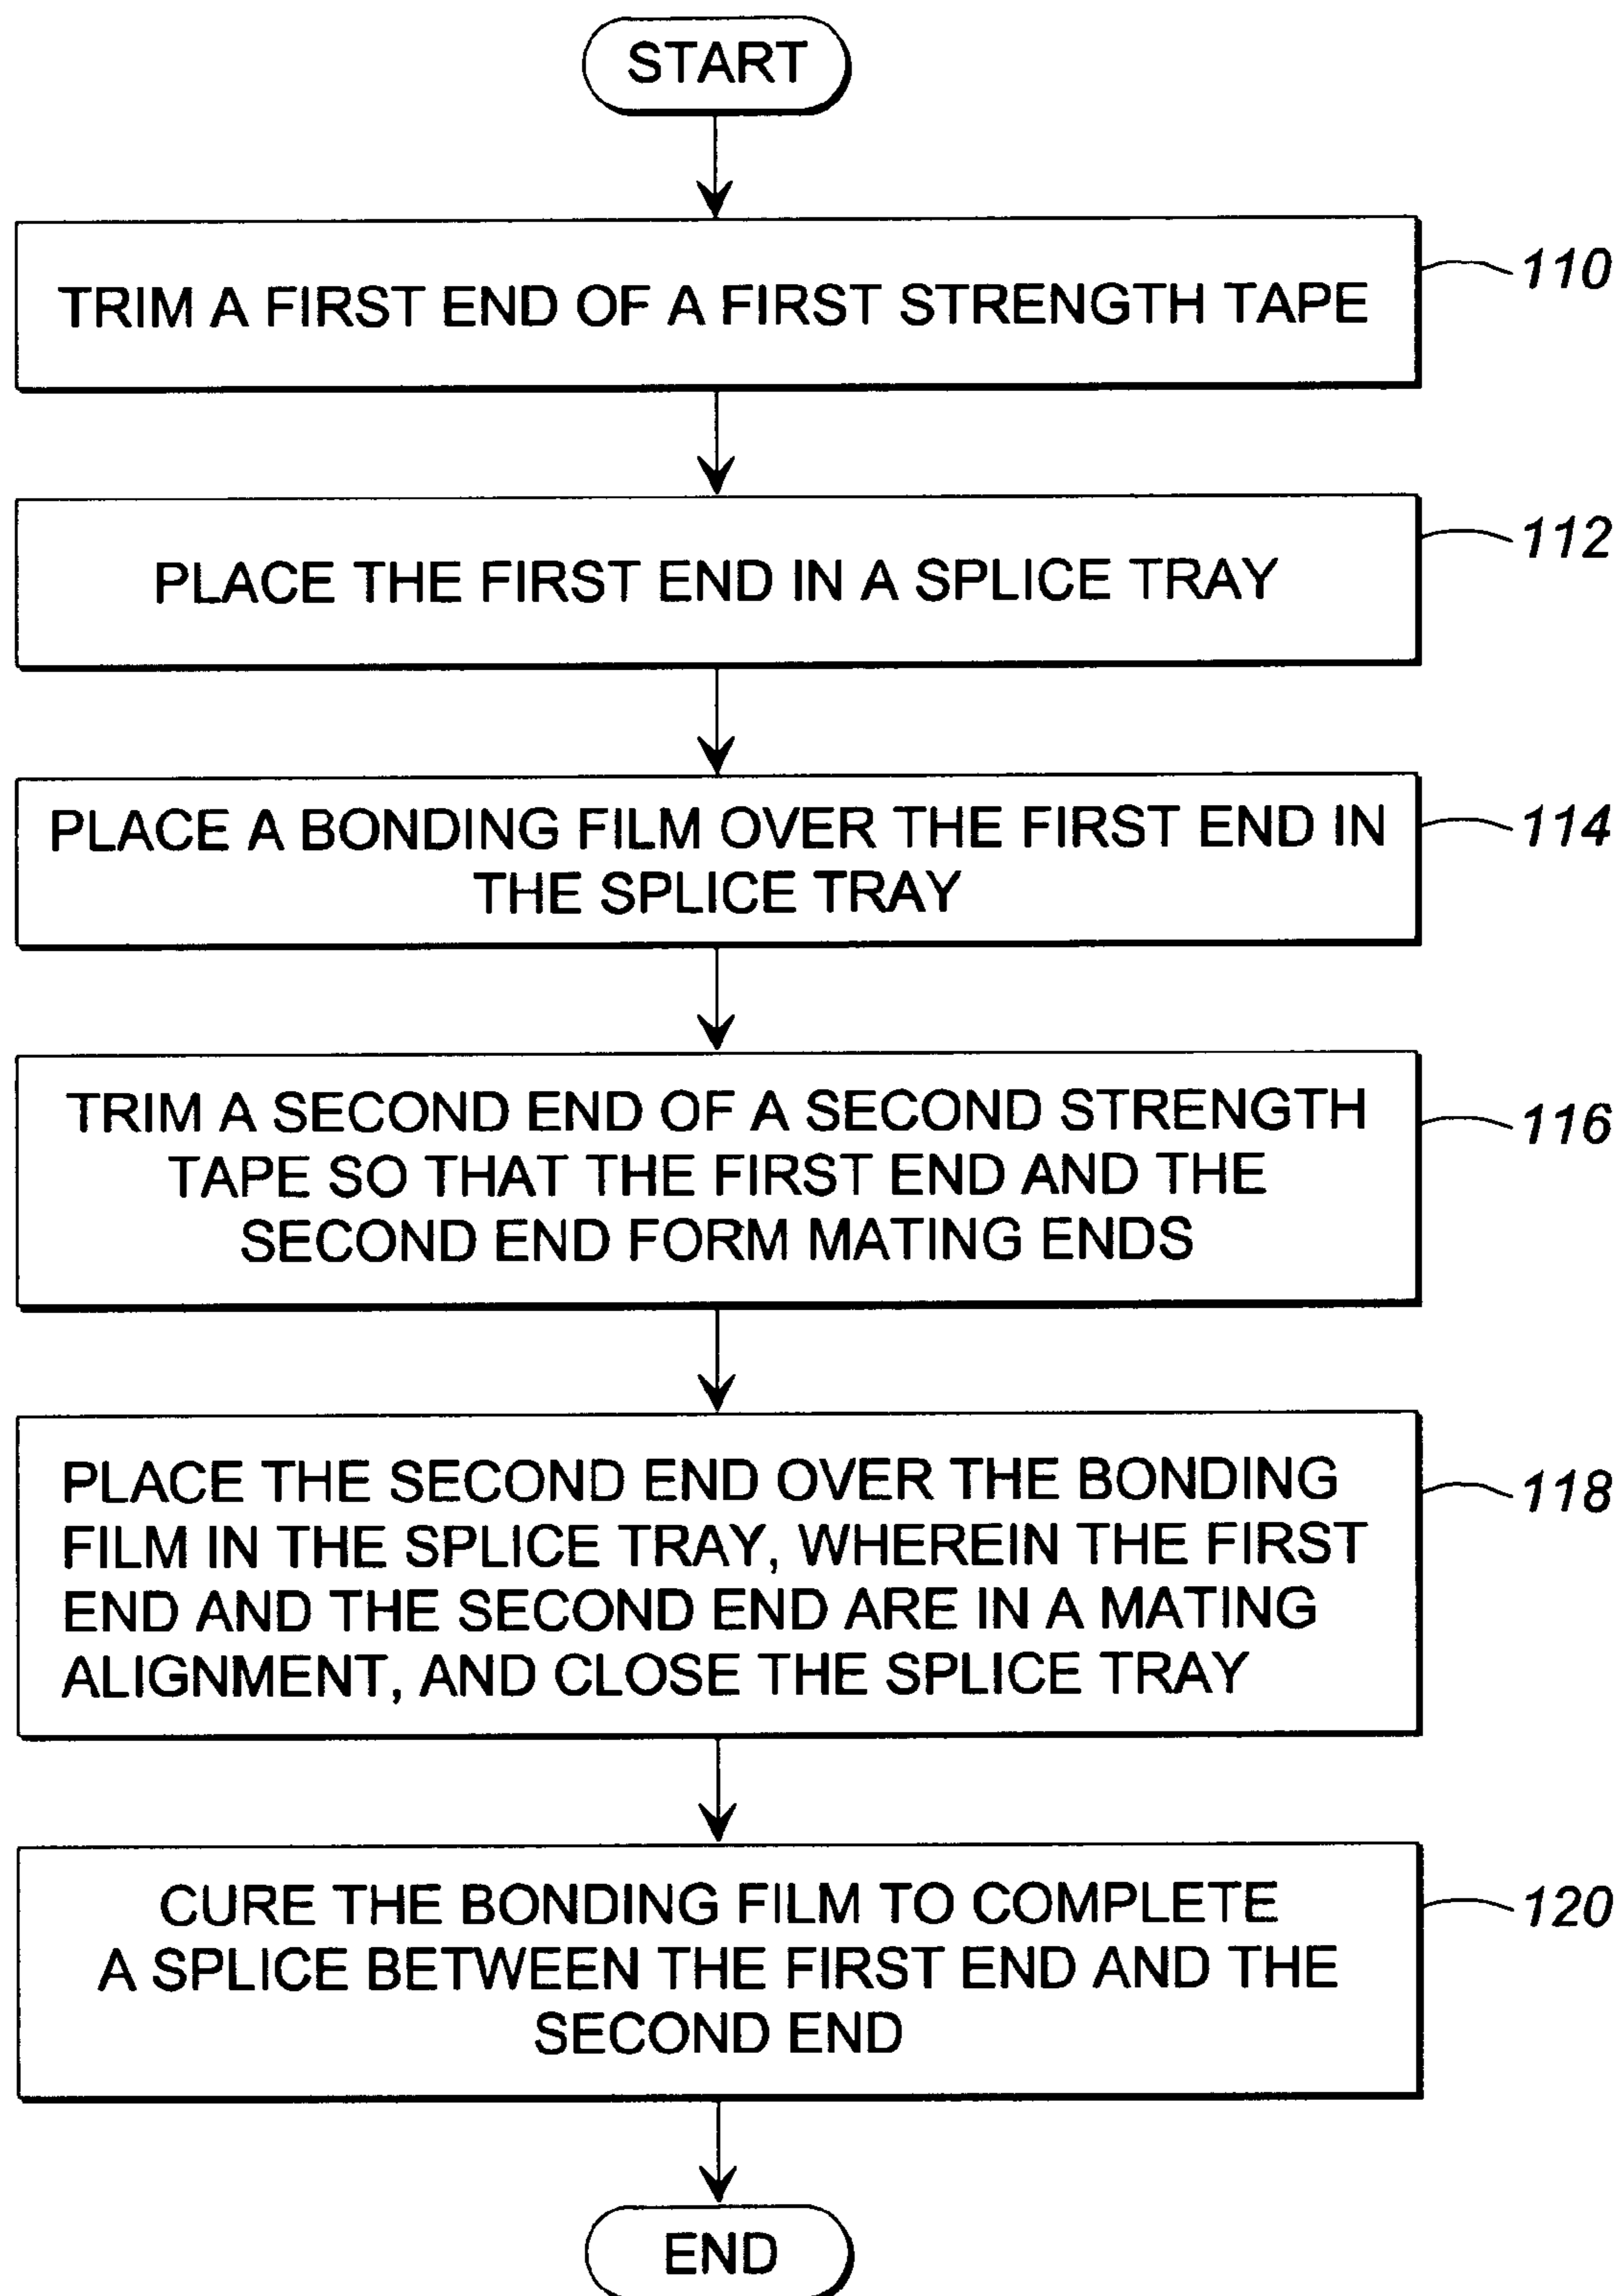 START
TRIM A FIRST END OF A FIRST STRENGTH TAPE
110
PLACE THE FIRST END IN A SPLICE TRAY
112
PLACE A BONDING FILM OVER THE FIRST END IN
THE SPLICE TRAY
114
TRIM A SECOND END OF A SECOND STRENGTH
TAPE SO THAT THE FIRST END AND THE
SECOND END FORM MATING ENDS
116
PLACE THE SECOND END OVER THE BONDING
FILM IN THE SPLICE TRAY, WHEREIN THE FIRST
END AND THE SECOND END ARE IN A MATING
ALIGNMENT, AND CLOSE THE SPLICE TRAY
118
CURE THE BONDING FILM TO COMPLETE
A SPLICE BETWEEN THE FIRST END AND THE
SECOND END
120
END